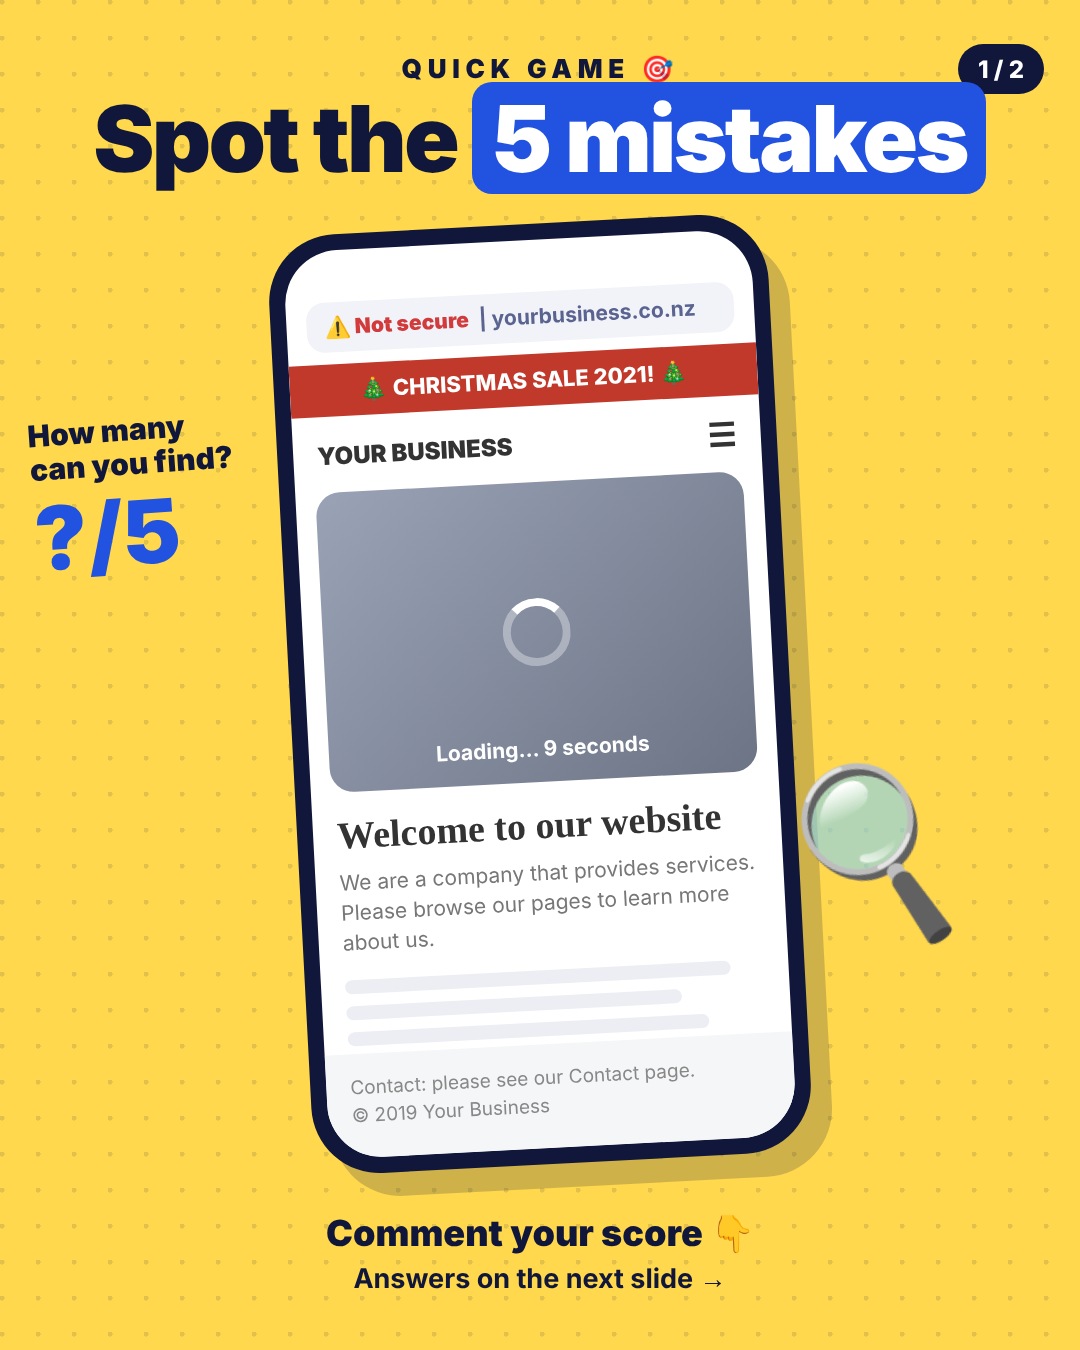 QUICK GAME 🎯
1/2
Spot the 5 mistakes
⚠️ Not secure | yourbusiness.co.nz
🎄 CHRISTMAS SALE 2021! 🎄
YOUR BUSINESS ☰
How many
can you find?
?/5
Loading... 9 seconds
Welcome to our website
We are a company that provides services.
Please browse our pages to learn more
about us.
Contact: please see our Contact page.
© 2019 Your Business
Comment your score 👇
Answers on the next slide →